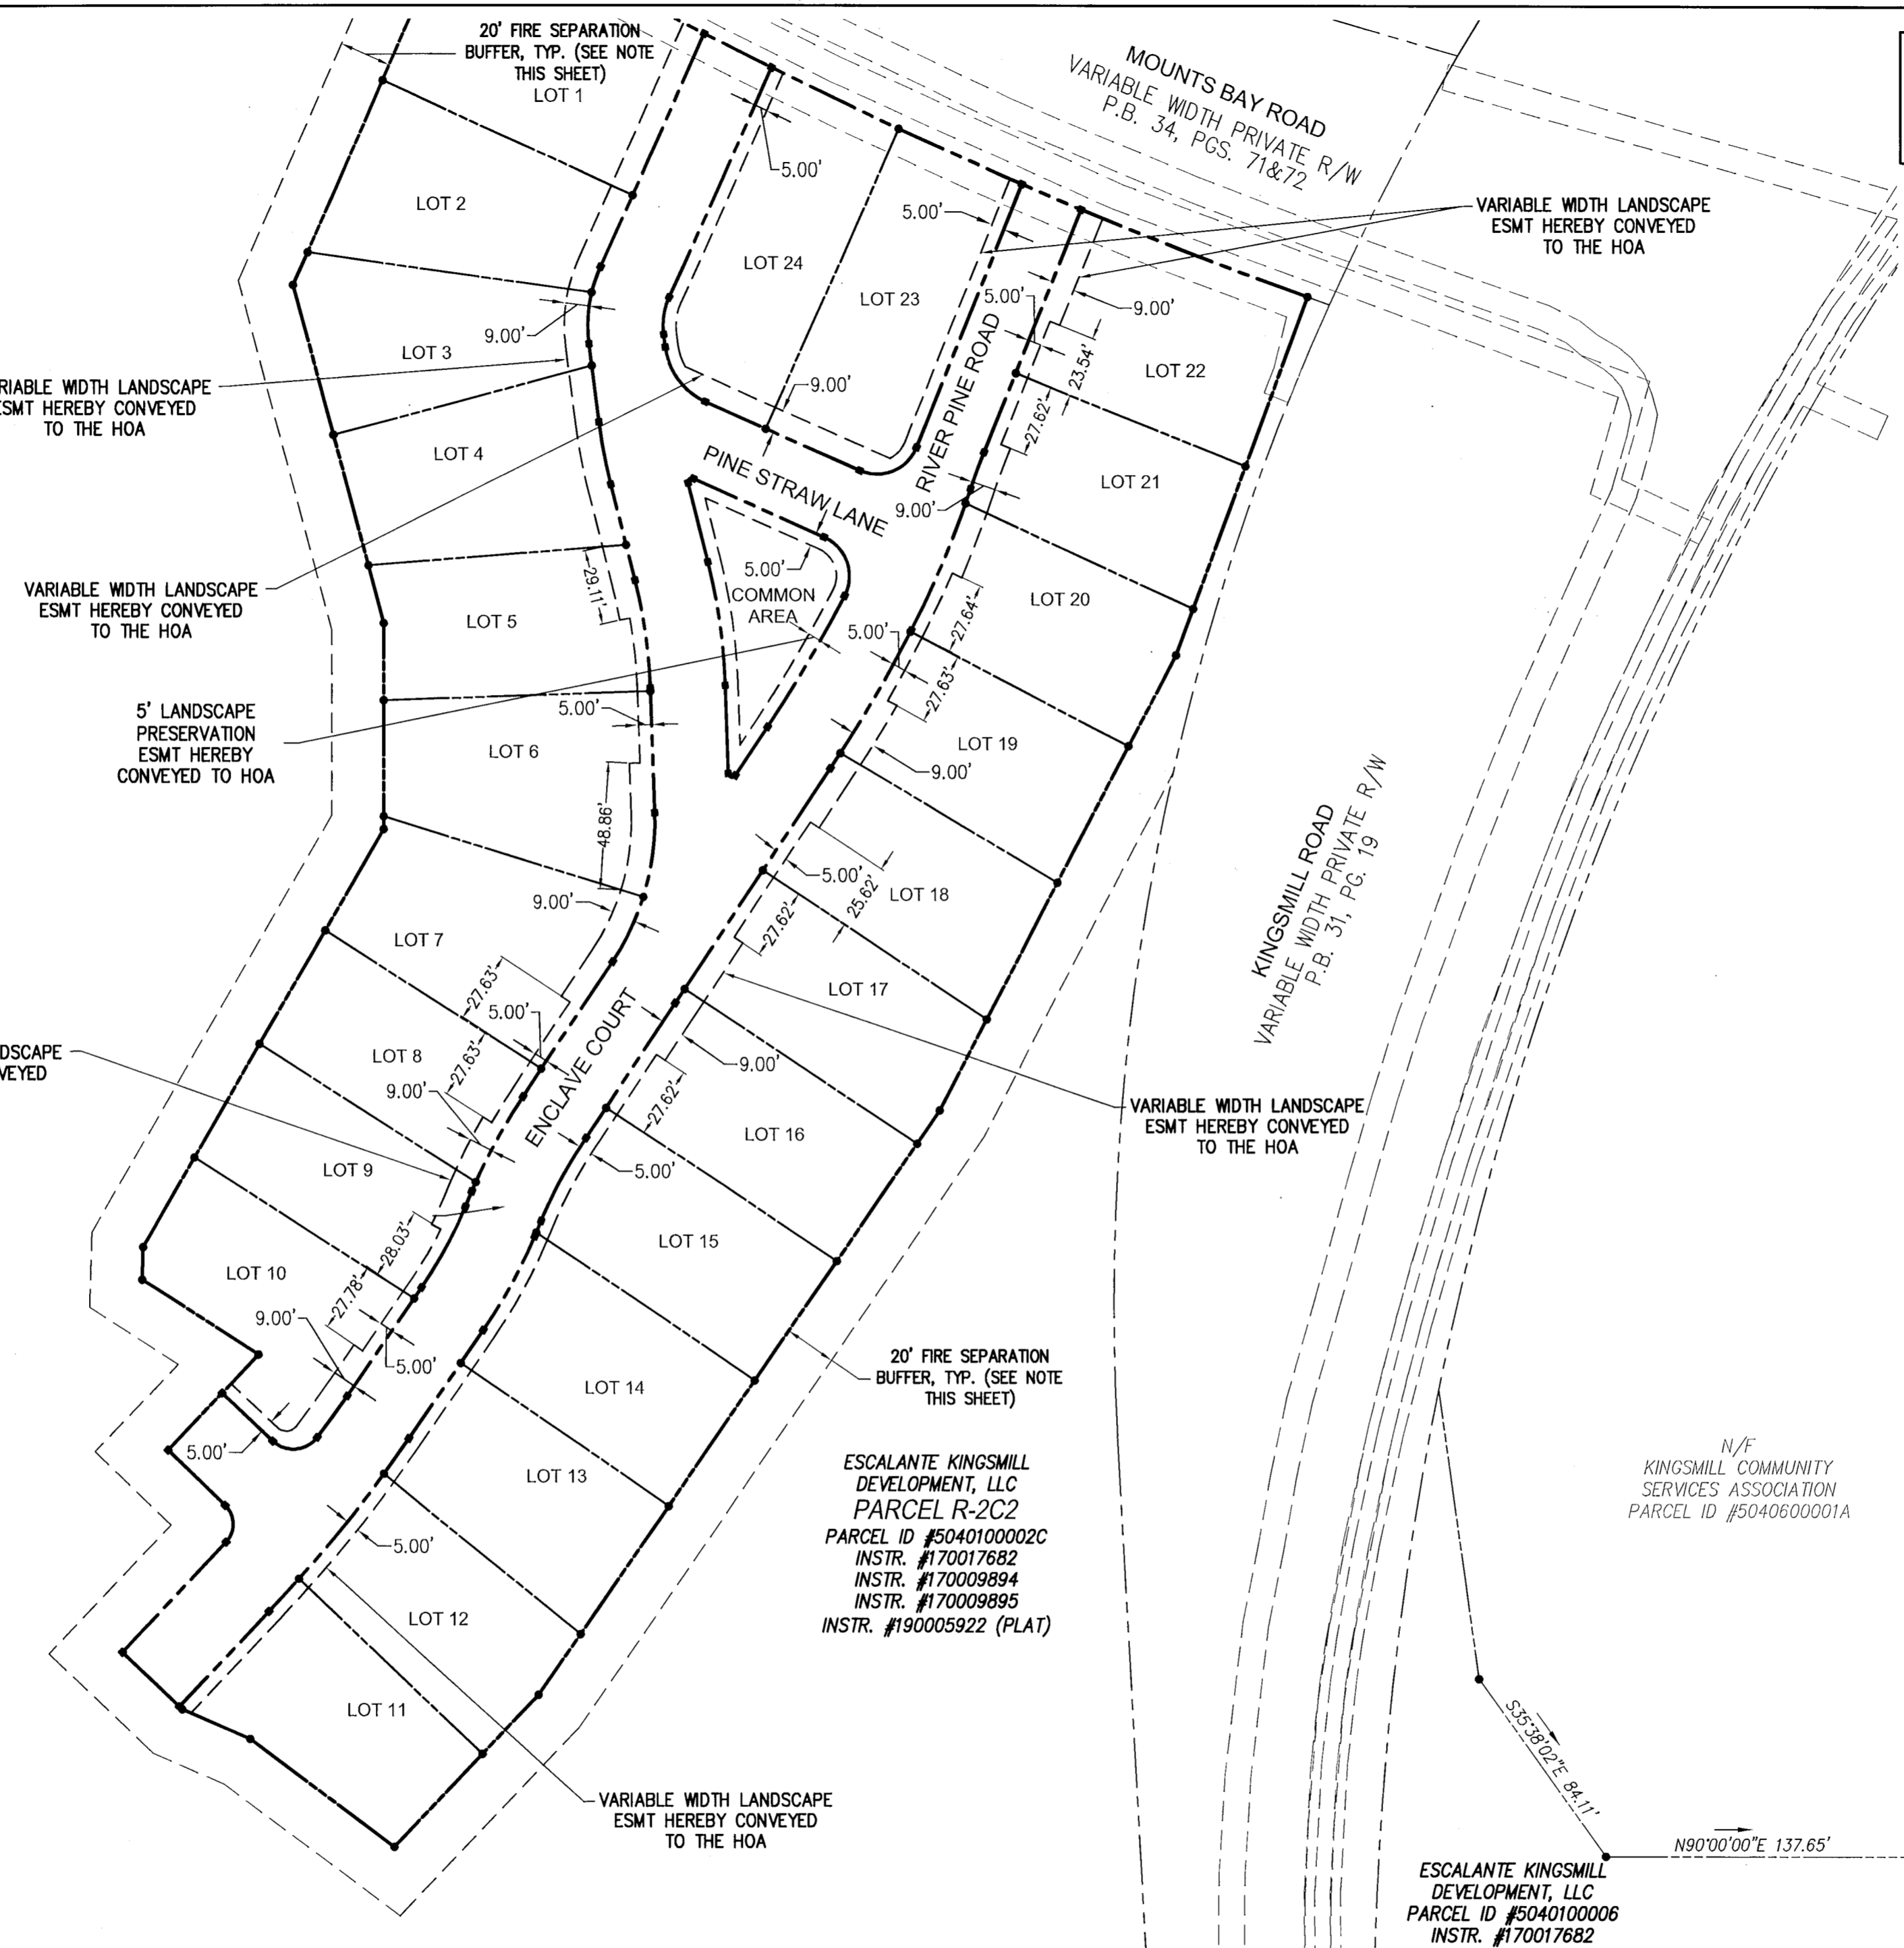 20' FIRE SEPARATION
BUFFER, TYP. (SEE NOTE
THIS SHEET)
LOT 1
MOUNTS BAY ROAD
VARIABLE WIDTH PRIVATE R/W
P.B. 34, PGS. 71&72
5.00'
LOT 2
5.00'
VARIABLE WIDTH LANDSCAPE
ESMT HEREBY CONVEYED
TO THE HOA
LOT 24
LOT 23
5.00'
9.00'
9.00'
LOT 3
RIVER PINE ROAD
23.54'
LOT 22
RIABLE WIDTH LANDSCAPE
ESMT HEREBY CONVEYED
TO THE HOA
9.00'
27.62'
LOT 4
PINE STRAW LANE
LOT 21
9.00'
VARIABLE WIDTH LANDSCAPE
ESMT HEREBY CONVEYED
TO THE HOA
29.11'
5.00'
COMMON
AREA
LOT 5
27.64'
LOT 20
5.00'
27.63'
5' LANDSCAPE
PRESERVATION
ESMT HEREBY
CONVEYED TO HOA
5.00'
LOT 6
LOT 19
9.00'
48.86'
KINGSMILL ROAD
VARIABLE WIDTH PRIVATE R/W
P.B. 31, PG. 19
5.00'
25.62'
LOT 18
9.00'
27.62'
LOT 7
27.63'
LOT 17
5.00'
ENCLAVE COURT
DSCAPE
VEYED
LOT 8
27.63'
9.00'
9.00'
27.62'
VARIABLE WIDTH LANDSCAPE
ESMT HEREBY CONVEYED
TO THE HOA
LOT 16
LOT 9
5.00'
28.03'
LOT 15
LOT 10
27.78'
9.00'
5.00'
20' FIRE SEPARATION
BUFFER, TYP. (SEE NOTE
THIS SHEET)
LOT 14
5.00'
LOT 13
ESCALANTE KINGSMILL
DEVELOPMENT, LLC
PARCEL R-2C2
PARCEL ID #5040100002C
INSTR. #170017682
INSTR. #170009894
INSTR. #170009895
INSTR. #190005922 (PLAT)
N/F
KINGSMILL COMMUNITY
SERVICES ASSOCIATION
PARCEL ID #5040600001A
5.00'
LOT 12
LOT 11
S35°38'02"E 84.11'
VARIABLE WIDTH LANDSCAPE
ESMT HEREBY CONVEYED
TO THE HOA
N90°00'00"E 137.65'
ESCALANTE KINGSMILL
DEVELOPMENT, LLC
PARCEL ID #5040100006
INSTR. #170017682